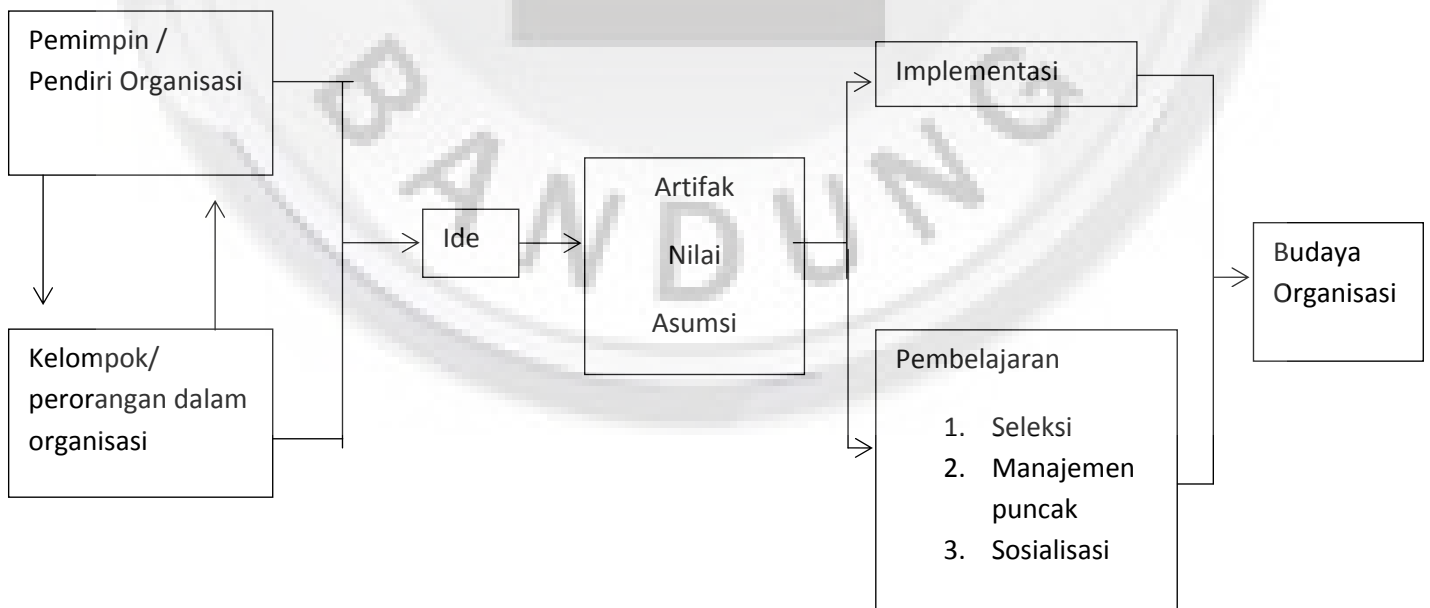 Pemimpin /
Pendiri Organisasi
Kelompok/
perorangan dalam
organisasi
Ide
Artifak
Nilai
Asumsi
Implementasi
Pembelajaran
1. Seleksi
2. Manajemen
puncak
3. Sosialisasi
Budaya
Organisasi
BANDUNG